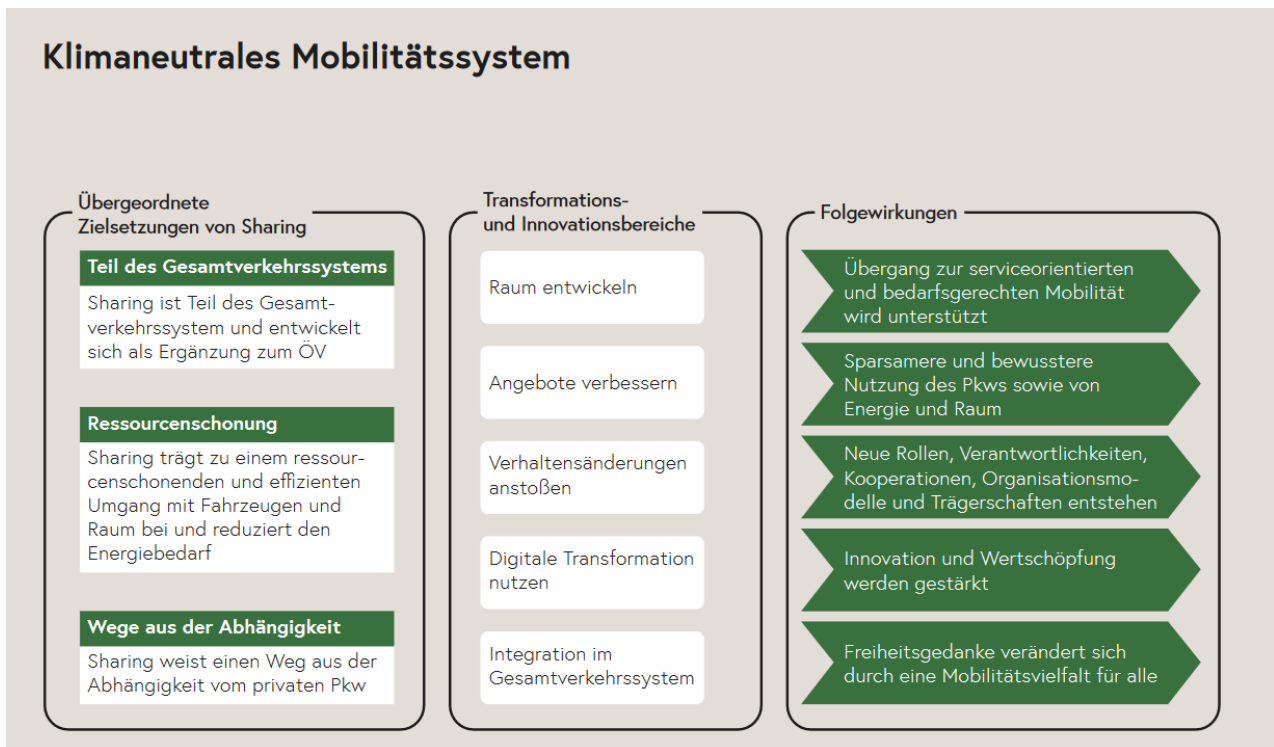 Klimaneutrales Mobilitätssystem
Übergeordnete
Zielsetzungen von Sharing
Teil des Gesamtverkehrssystems
Sharing ist Teil des Gesamt-
verkehrssystem und entwickelt
sich als Ergänzung zum ÖV
Ressourcenschonung
Sharing trägt zu einem ressour-
censchonenden und effizienten
Umgang mit Fahrzeugen und
Raum bei und reduziert den
Energiebedarf
Wege aus der Abhängigkeit
Sharing weist einen Weg aus der
Abhängigkeit vom privaten Pkw
Transformations-
und Innovationsbereiche
Raum entwickeln
Angebote verbessern
Verhaltensänderungen
anstoßen
Digitale Transformation
nutzen
Integration im
Gesamtverkehrssystem
Folgewirkungen
Übergang zur serviceorientierten
und bedarfsgerechten Mobilität
wird unterstützt
Sparsamere und bewusstere
Nutzung des Pkws sowie von
Energie und Raum
Neue Rollen, Verantwortlichkeiten,
Kooperationen, Organisationsmo-
delle und Trägerschaften entstehen
Innovation und Wertschöpfung
werden gestärkt
Freiheitsgedanke verändert sich
durch eine Mobilitätsvielfalt für alle